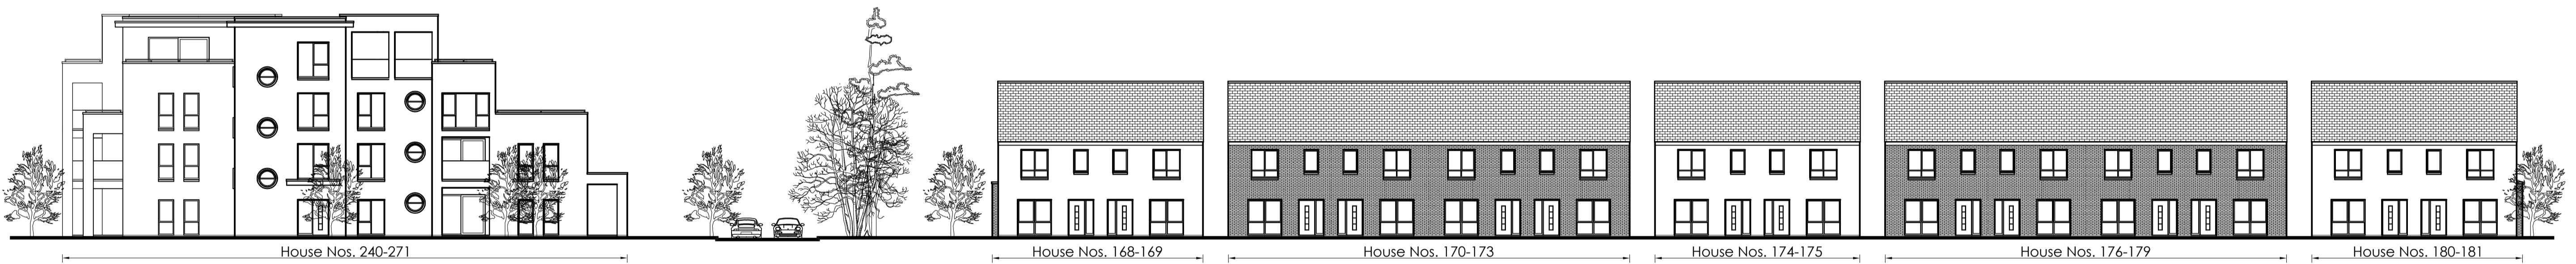 House Nos. 240-271
House Nos. 168-169
House Nos. 170-173
House Nos. 174-175
House Nos. 176-179
House Nos. 180-181